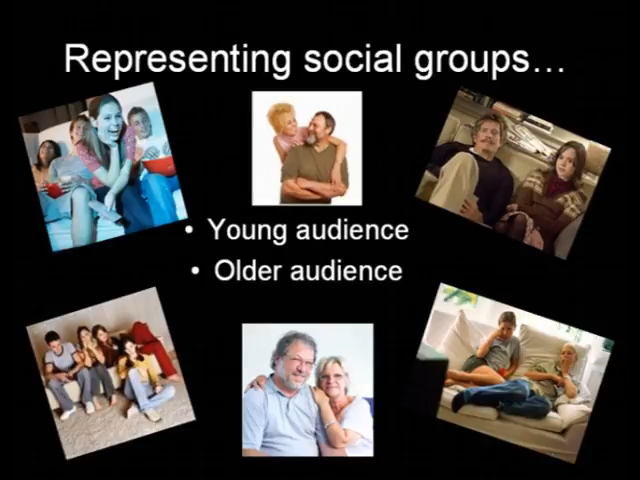 Representing social groups…
• Young audience
• Older audience